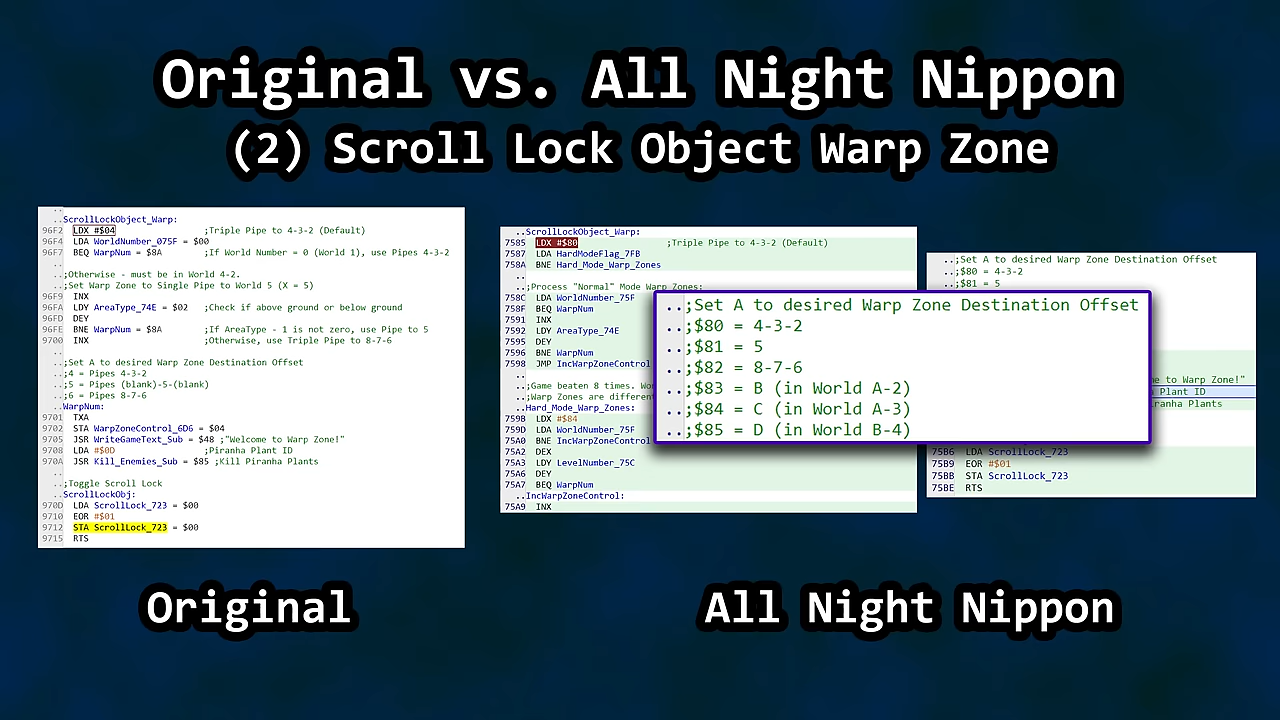 Original vs. All Night Nippon
(2) Scroll Lock Object Warp Zone
..
..ScrollLockObject_Warp:
96F2 LDX #$04 ;Triple Pipe to 4-3-2 (Default)
96F4 LDA WorldNumber_075F = $00
96F7 BEQ WarpNum = $8A ;If World Number = 0 (World 1), use Pipes 4-3-2
..
..;Otherwise - must be in World 4-2.
..;Set Warp Zone to Single Pipe to World 5 (X = 5)
96F9 INX
96FA LDY AreaType_74E = $02 ;Check if above ground or below ground
96FD DEY
96FE BNE WarpNum = $8A ;If AreaType - 1 is not zero, use Pipe to 5
9700 INX ;Otherwise, use Triple Pipe to 8-7-6
..
..;Set A to desired Warp Zone Destination Offset
..;4 = Pipes 4-3-2
..;5 = Pipes (blank)-5-(blank)
..;6 = Pipes 8-7-6
..WarpNum:
9701 TXA
9702 STA WarpZoneControl_6D6 = $04
9705 JSR WriteGameText_Sub = $48 ;"Welcome to Warp Zone!"
9708 LDA #$0D ;Piranha Plant ID
970A JSR Kill_Enemies_Sub = $85 ;Kill Piranha Plants
..
..;Toggle Scroll Lock
..ScrollLockObj:
970D LDA ScrollLock_723 = $00
9710 EOR #$01
9712 STA ScrollLock_723 = $00
9715 RTS
..ScrollLockObject_Warp:
7585 LDX #$80 ;Triple Pipe to 4-3-2 (Default)
7587 LDA HardModeFlag_7FB
758A BNE Hard_Mode_Warp_Zones
..
..;Process "Normal" Mode Warp Zones:
758C LDA WorldNumber_75F
758F BEQ WarpNum
7591 INX
7592 LDY AreaType_74E
7595 DEY
7596 BNE WarpNum
7598 JMP IncWarpZoneControl
..
..;Game beaten 8 times.
..;Warp Zones are
..Hard_Mode_Warp_Zones:
759B LDX #$84
759D LDA WorldNumber_75F
75A0 BNE IncWarpZoneControl
75A2 DEX
75A3 LDY LevelNumber_75C
75A6 DEY
75A7 BEQ WarpNum
..IncWarpZoneControl:
75A9 INX
..;Set A to desired Warp Zone Destination Offset
..;$80 = 4-3-2
..;$81 = 5
..;Set A to desired Warp Zone Destination Offset
..;$80 = 4-3-2
..;$81 = 5
..;$82 = 8-7-6
..;$83 = B (in World A-2)
..;$84 = C (in World A-3)
..;$85 = D (in World B-4)
to Warp Zone!"
Plant ID
Plants
75B6 LDA ScrollLock_723
75B9 EOR #$01
75BB STA ScrollLock_723
75BE RTS
Original
All Night Nippon